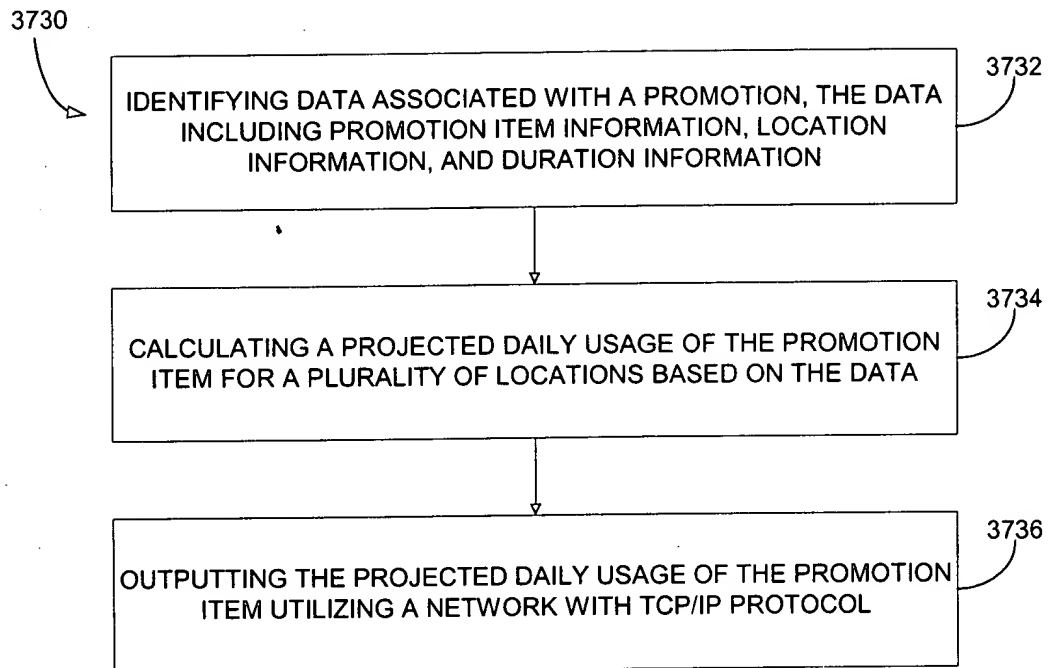 3730
3732
IDENTIFYING DATA ASSOCIATED WITH A PROMOTION, THE DATA
INCLUDING PROMOTION ITEM INFORMATION, LOCATION
INFORMATION, AND DURATION INFORMATION
3734
CALCULATING A PROJECTED DAILY USAGE OF THE PROMOTION
ITEM FOR A PLURALITY OF LOCATIONS BASED ON THE DATA
3736
OUTPUTTING THE PROJECTED DAILY USAGE OF THE PROMOTION
ITEM UTILIZING A NETWORK WITH TCP/IP PROTOCOL